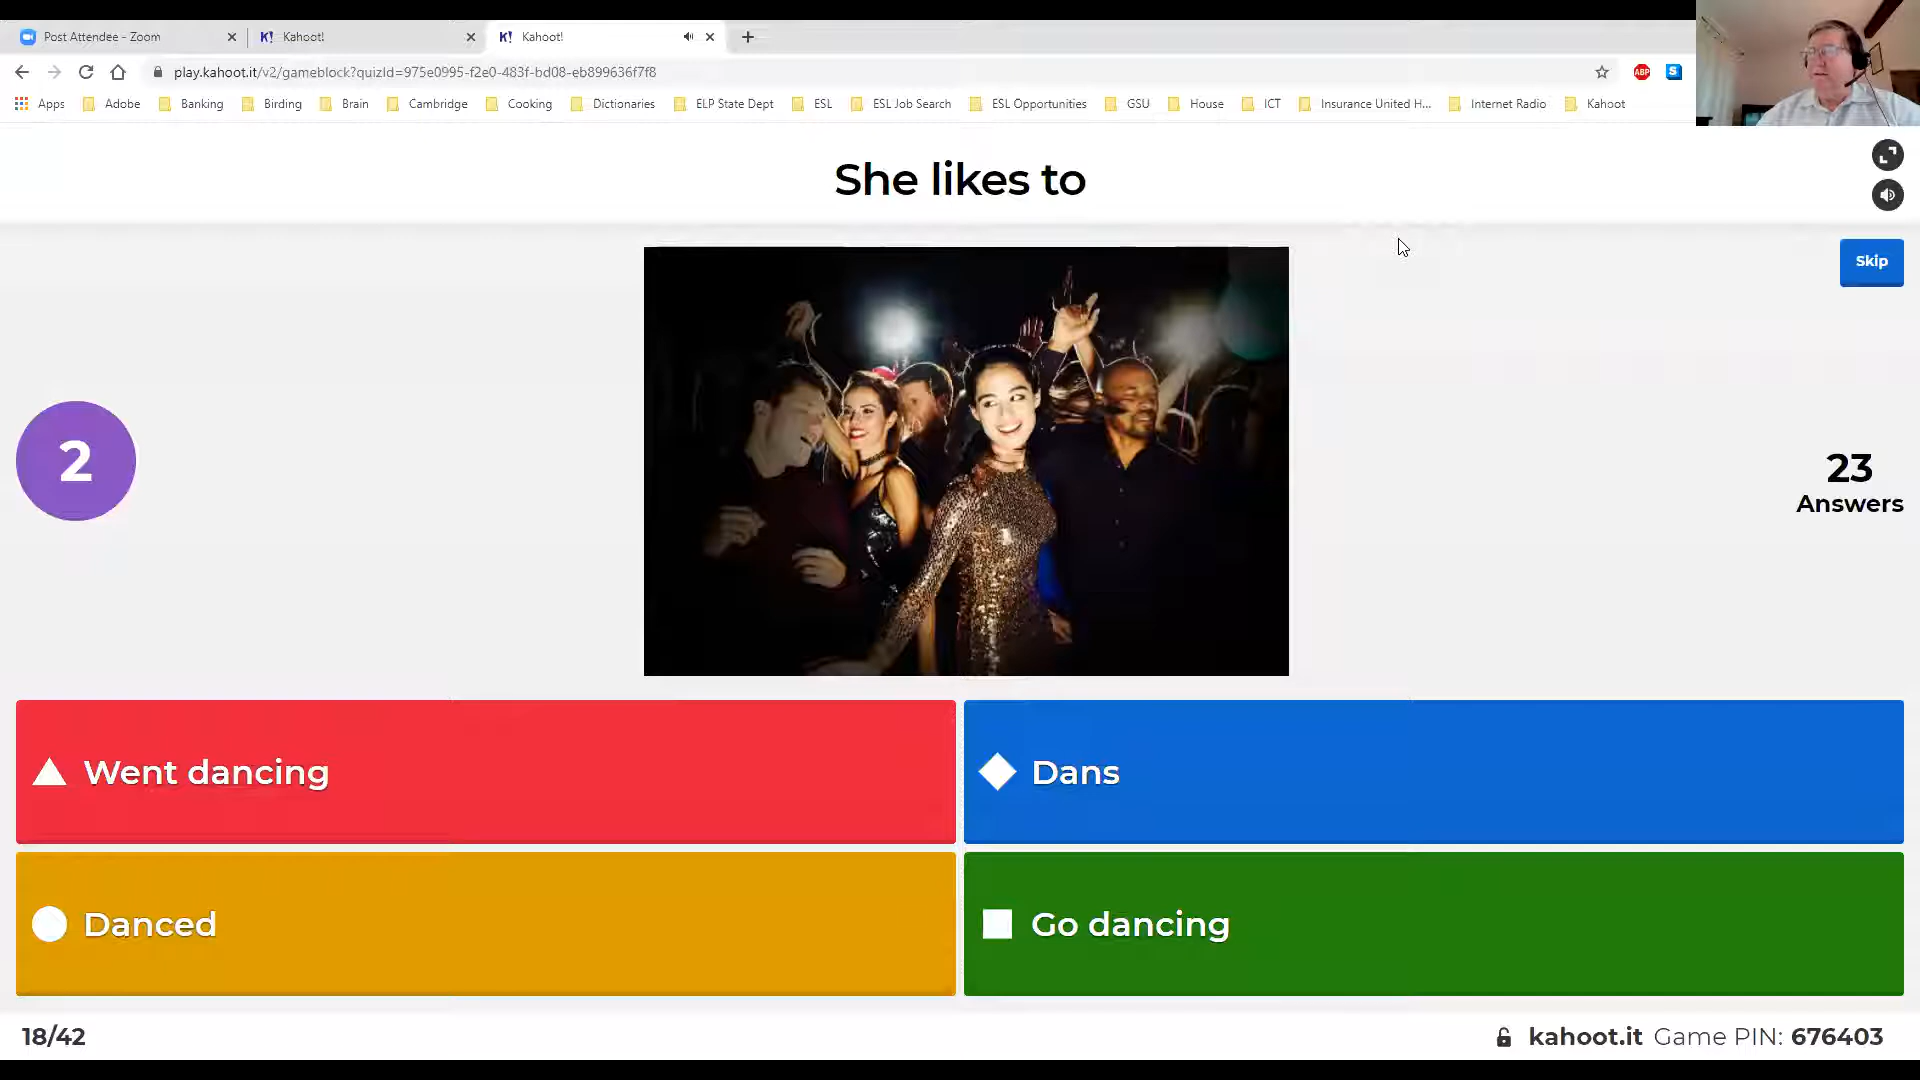 Post Attendee - Zoom
Kahoot!
Kahoot!
play.kahoot.it/v2/gameblock?quizId=975e0995-f2e0-483f-bd08-eb899636f7f8
ABP
S
Apps Adobe Banking Birding Brain Cambridge Cooking Dictionaries ELP State Dept ESL ESL Job Search ESL Opportunities GSU House ICT Insurance United H... Internet Radio Kahoot
She likes to
Skip
2
23
Answers
Went dancing
Dans
Danced
Go dancing
18/42
kahoot.it Game PIN: 676403